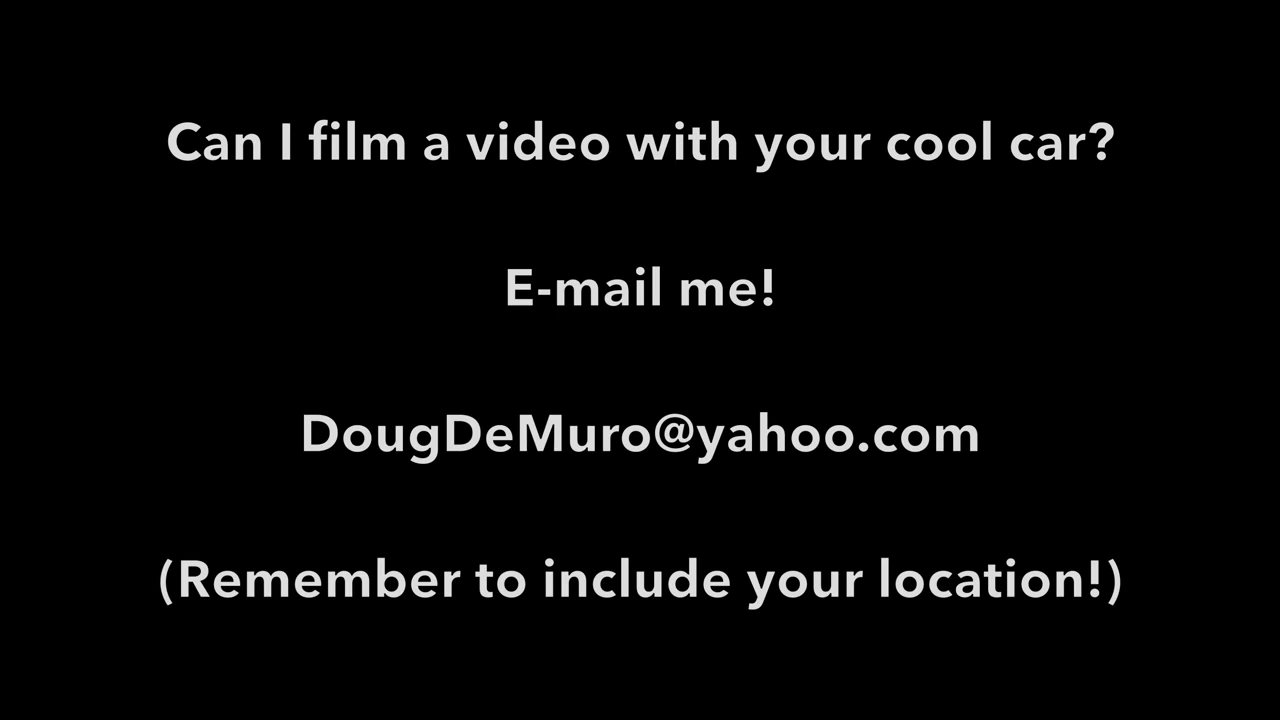 Can I film a video with your cool car?
E-mail me!
DougDeMuro@yahoo.com
(Remember to include your location!)